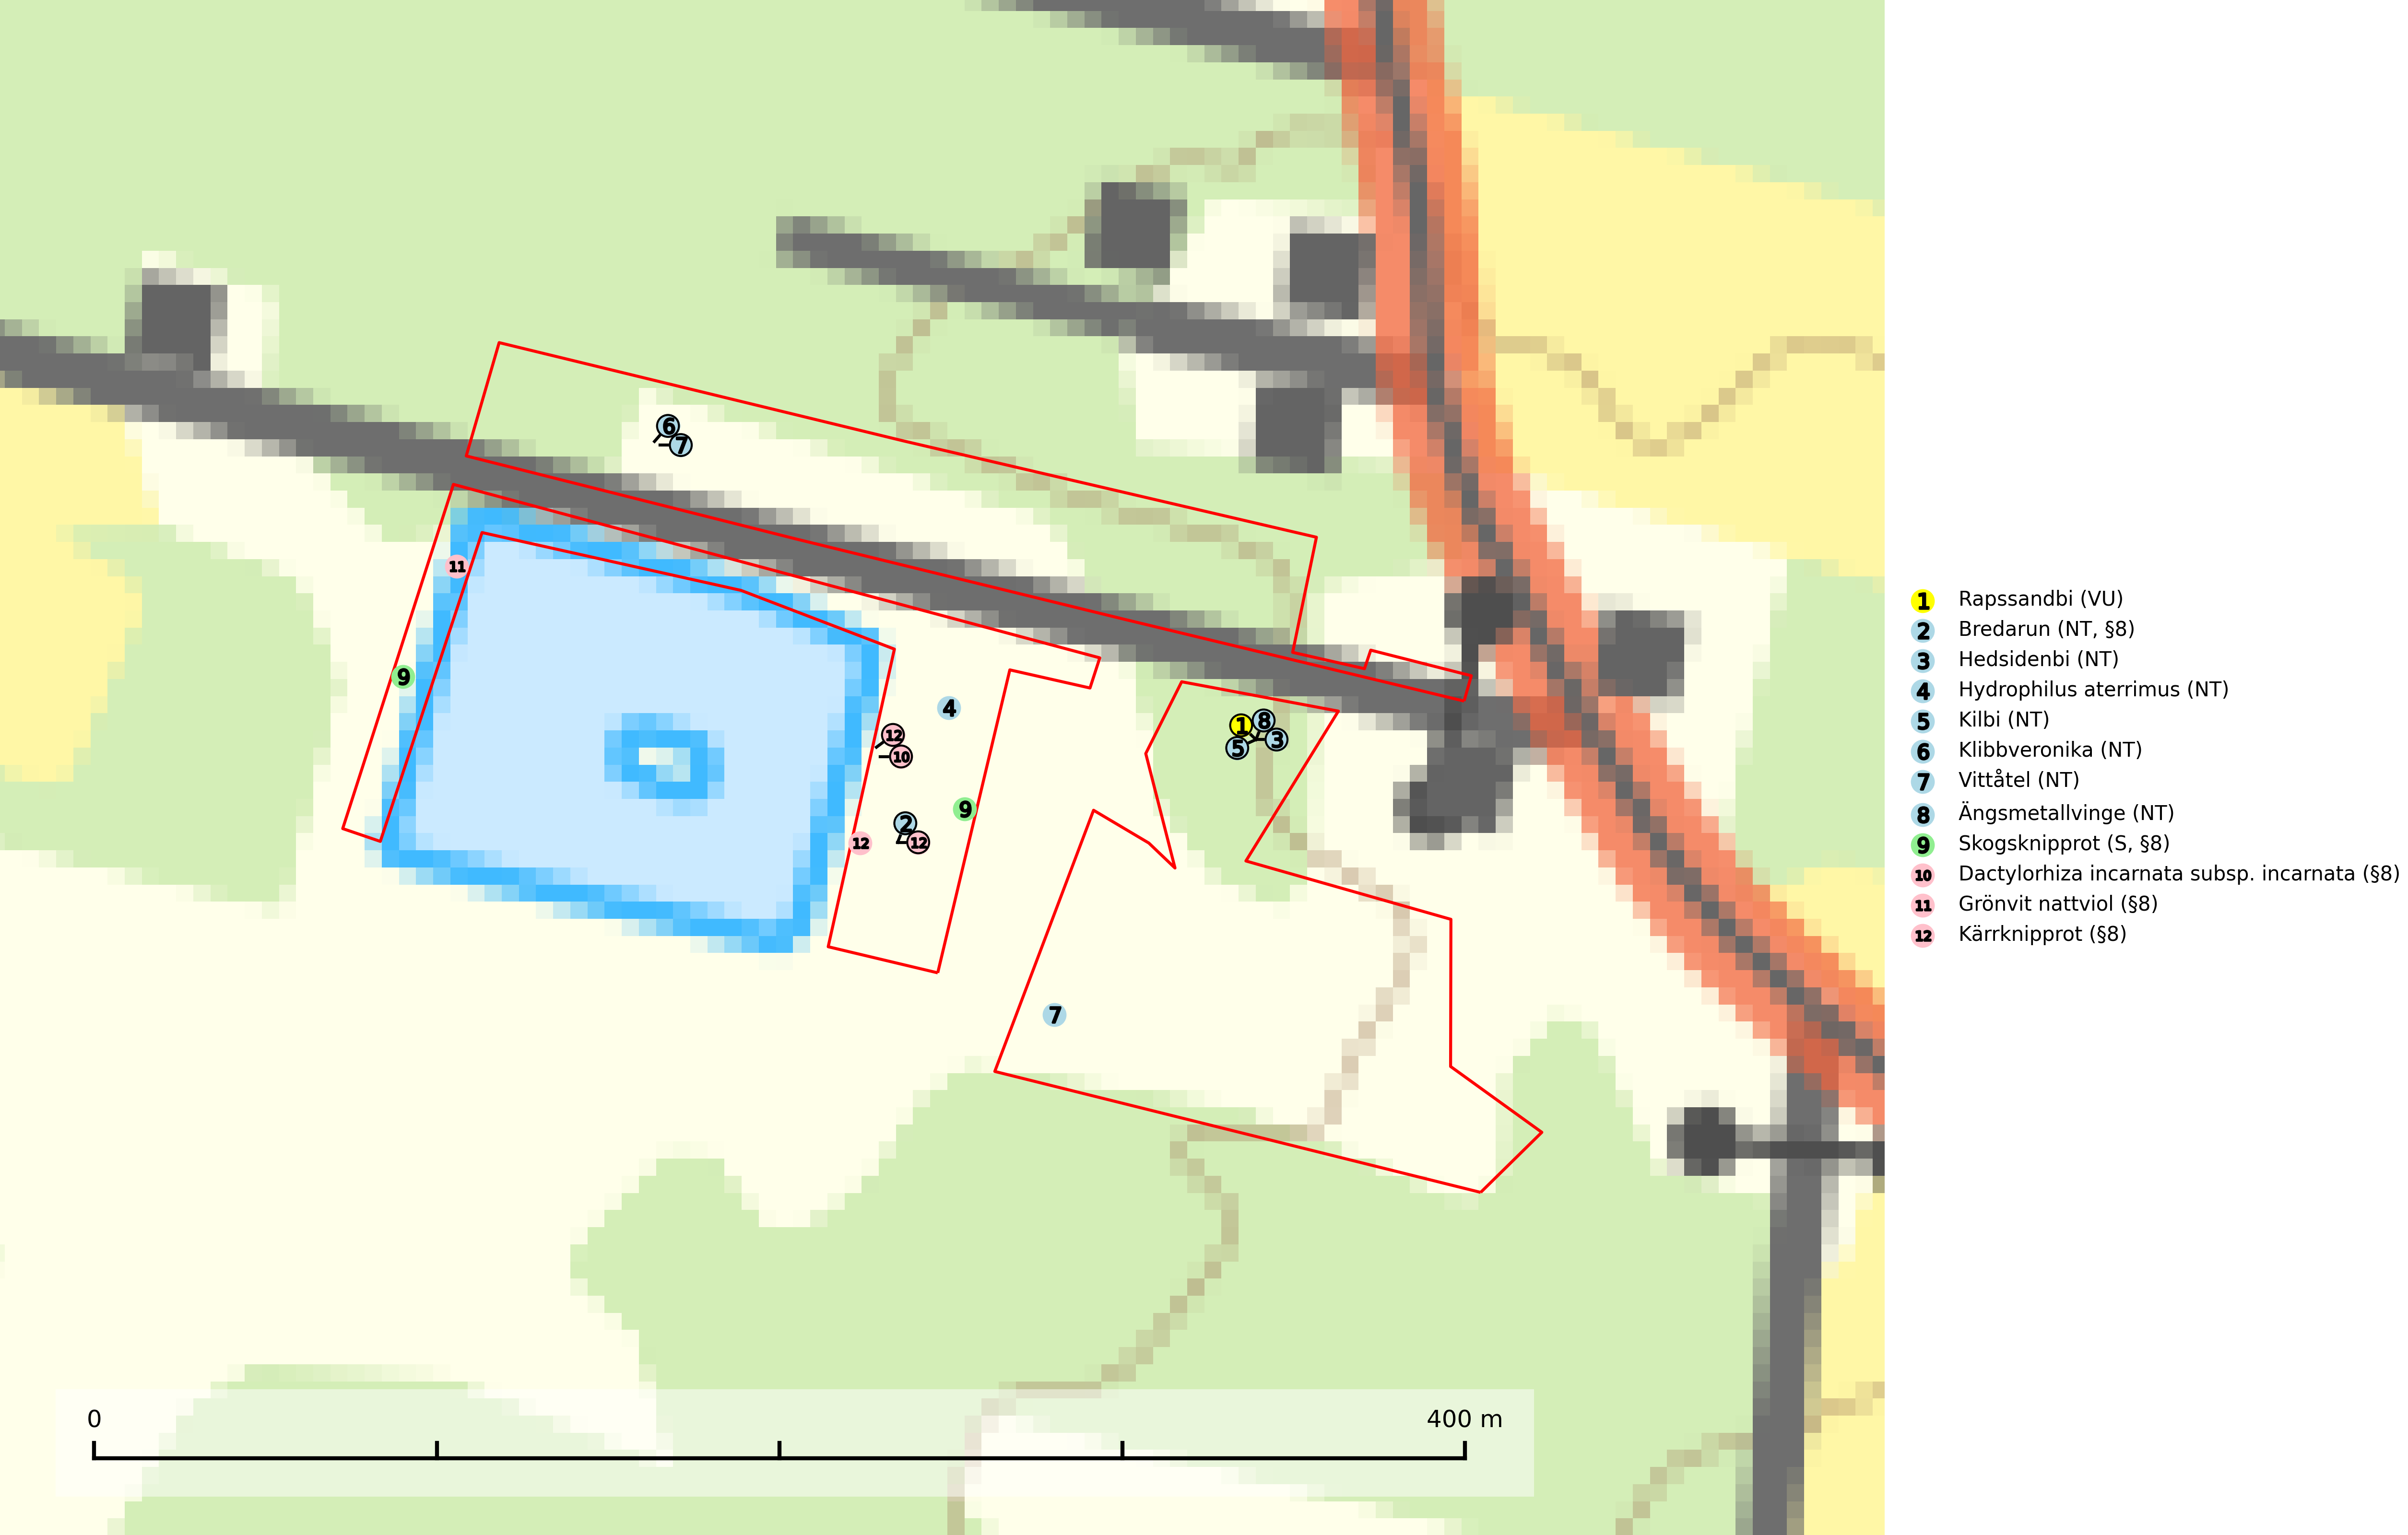 6
7
11
9
4
12
10
9
2
12
12
1
8
3
5
7
0
400 m
1 Rapssandbi (VU)
2 Bredarun (NT, §8)
3 Hedsidenbi (NT)
4 Hydrophilus aterrimus (NT)
5 Kilbi (NT)
6 Klibbveronika (NT)
7 Vittåtel (NT)
8 Ängsmetallvinge (NT)
9 Skogsknipprot (S, §8)
10 Dactylorhiza incarnata subsp. incarnata (§8)
11 Grönvit nattviol (§8)
12 Kärrknipprot (§8)